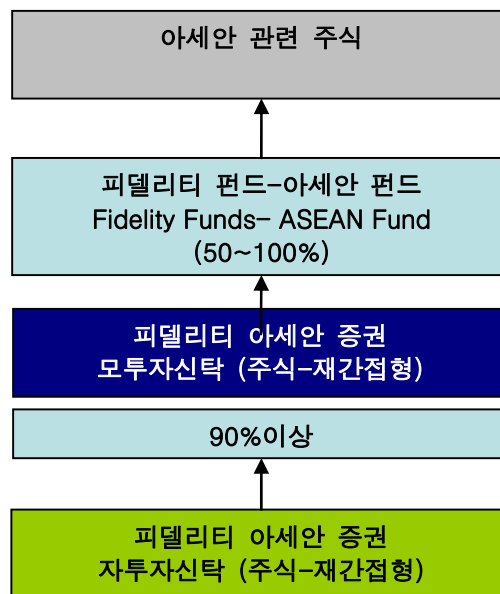 아세안 관련 주식
피델리티 펀드-아세안 펀드
Fidelity Funds- ASEAN Fund
(50~100%)
피델리티 아세안 증권
모투자신탁 (주식-재간접형)
90%이상
피델리티 아세안 증권
자투자신탁 (주식-재간접형)